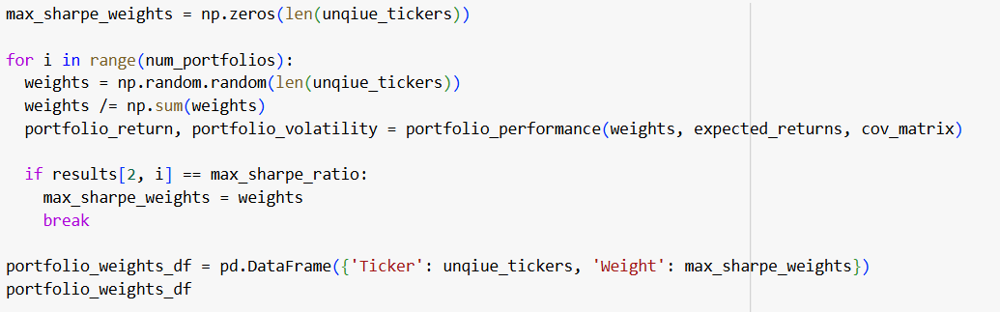 max_sharpe_weights = np.zeros(len(unqiue_tickers))
for i in range(num_portfolios):
  weights = np.random.random(len(unqiue_tickers))
  weights /= np.sum(weights)
  portfolio_return, portfolio_volatility = portfolio_performance(weights, expected_returns, cov_matrix)
  if results[2, i] == max_sharpe_ratio:
    max_sharpe_weights = weights
    break
portfolio_weights_df = pd.DataFrame({'Ticker': unqiue_tickers, 'Weight': max_sharpe_weights})
portfolio_weights_df